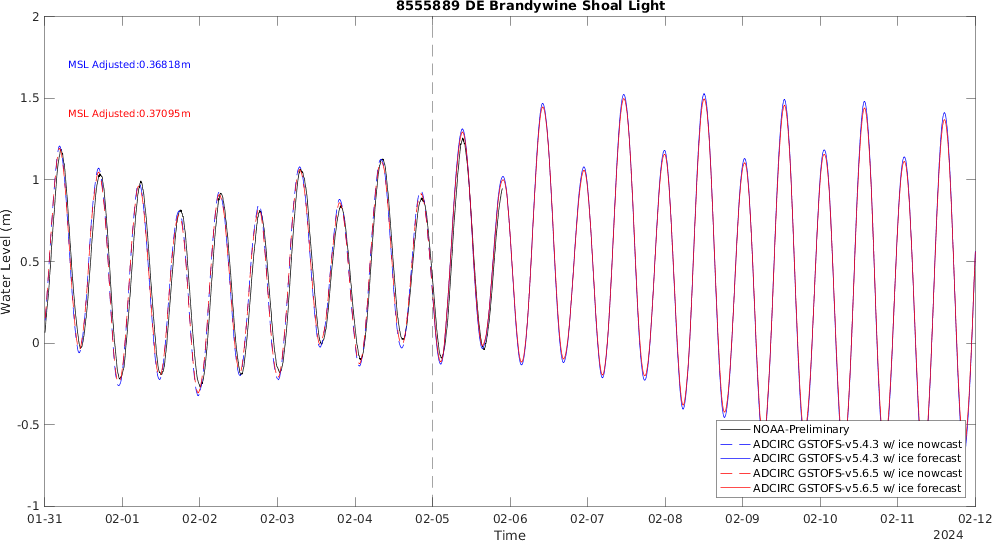 8555889 DE Brandywine Shoal Light
2
MSL Adjusted:0.36818m
1.5
MSL Adjusted:0.37095m
1
0.5
0
-0.5
-1
Water Level (m)
NOAA-Preliminary
ADCIRC GSTOFS-v5.4.3 w/ ice nowcast
ADCIRC GSTOFS-v5.4.3 w/ ice forecast
ADCIRC GSTOFS-v5.6.5 w/ ice nowcast
ADCIRC GSTOFS-v5.6.5 w/ ice forecast
01-31 02-01 02-02 02-03 02-04 02-05 02-06 02-07 02-08 02-09 02-10 02-11 02-12
Time
2024